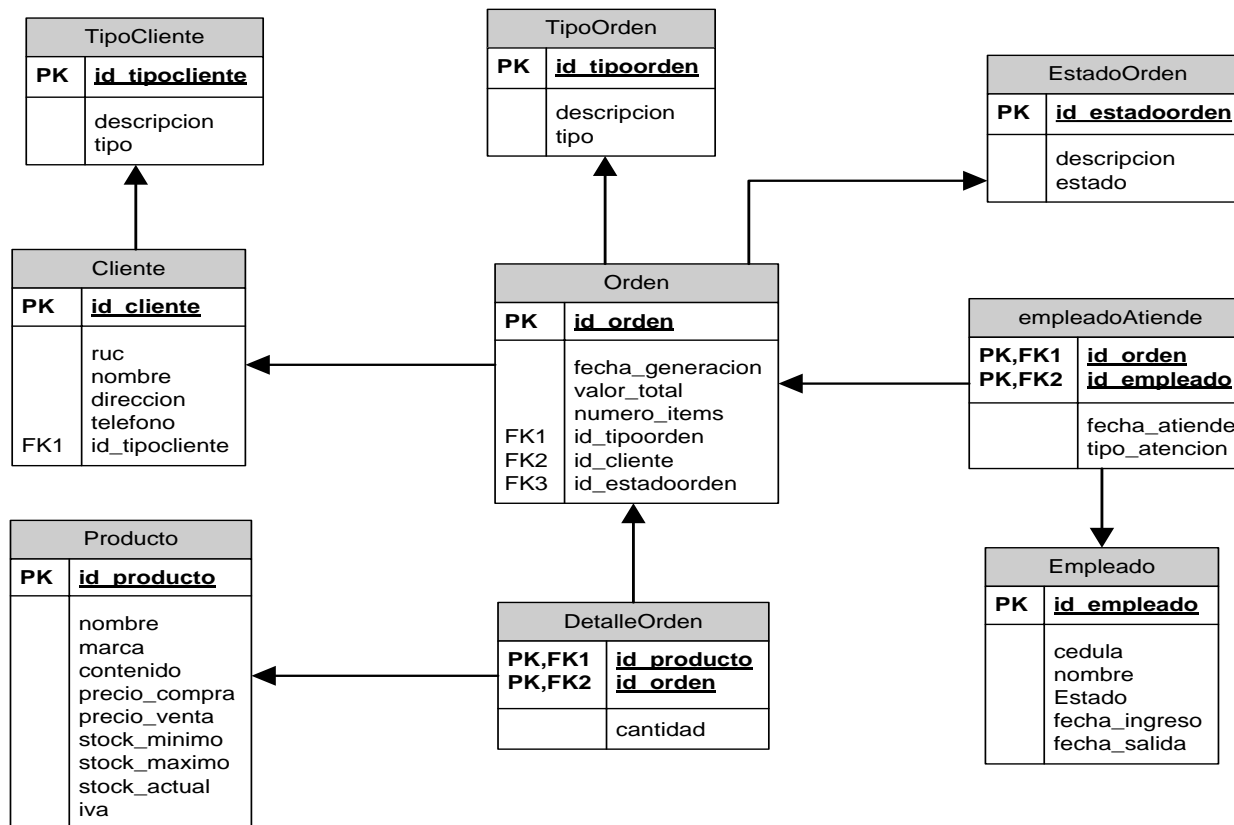 TipoCliente
PK id_tipocliente
descripcion
tipo
TipoOrden
PK id_tipoorden
descripcion
tipo
EstadoOrden
PK id_estadoorden
descripcion
estado
Cliente
PK id_cliente
ruc
nombre
direccion
telefono
FK1 id_tipocliente
Orden
PK id_orden
fecha_generacion
valor_total
numero_items
FK1 id_tipoorden
FK2 id_cliente
FK3 id_estadoorden
empleadoAtiende
PK,FK1 id_orden
PK,FK2 id_empleado
fecha_atiende
tipo_atencion
Producto
PK id_producto
nombre
marca
contenido
precio_compra
precio_venta
stock_minimo
stock_maximo
stock_actual
iva
DetalleOrden
PK,FK1 id_producto
PK,FK2 id_orden
cantidad
Empleado
PK id_empleado
cedula
nombre
Estado
fecha_ingreso
fecha_salida